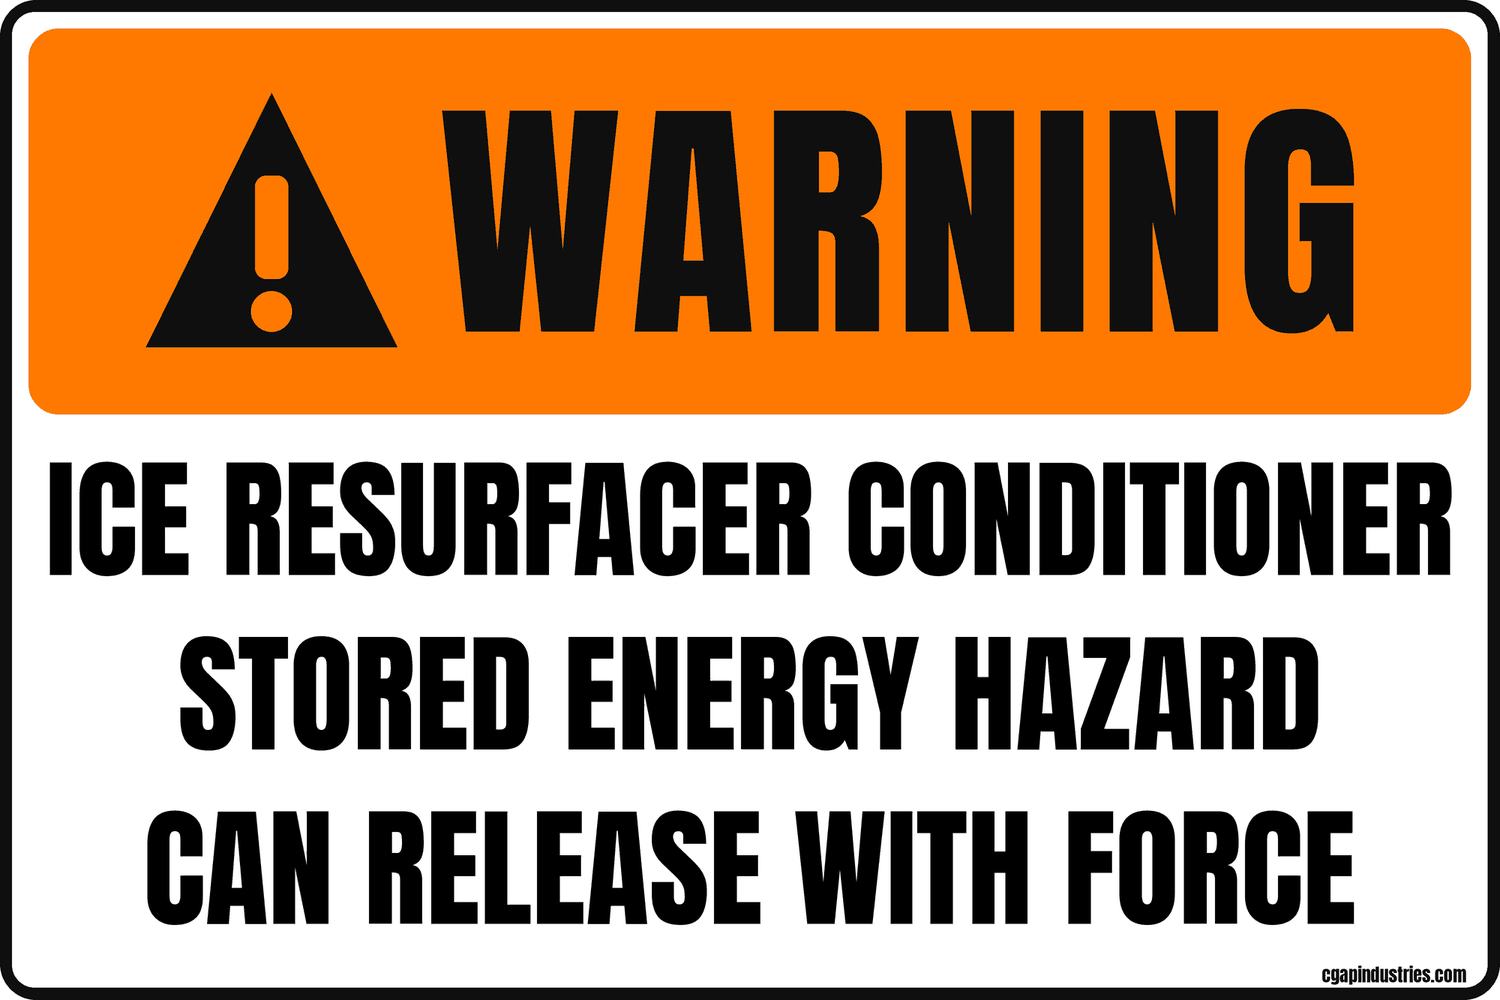 WARNING
ICE RESURFACER CONDITIONER
STORED ENERGY HAZARD
CAN RELEASE WITH FORCE
cgapindustries.com